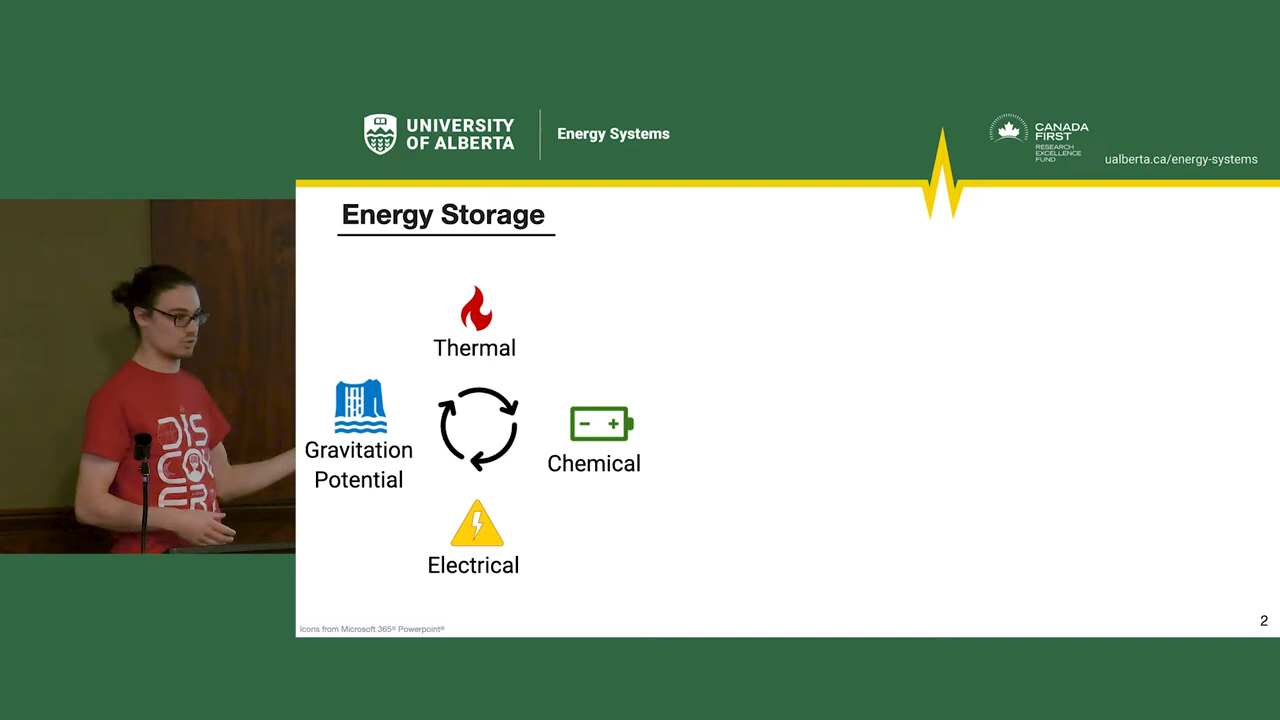 UNIVERSITY
OF ALBERTA
Energy Systems
CANADA
FIRST
RESEARCH
EXCELLENCE
FUND
ualberta.ca/energy-systems
Energy Storage
Thermal
Gravitation
Potential
Chemical
Electrical
Icons from Microsoft 365® Powerpoint®
2